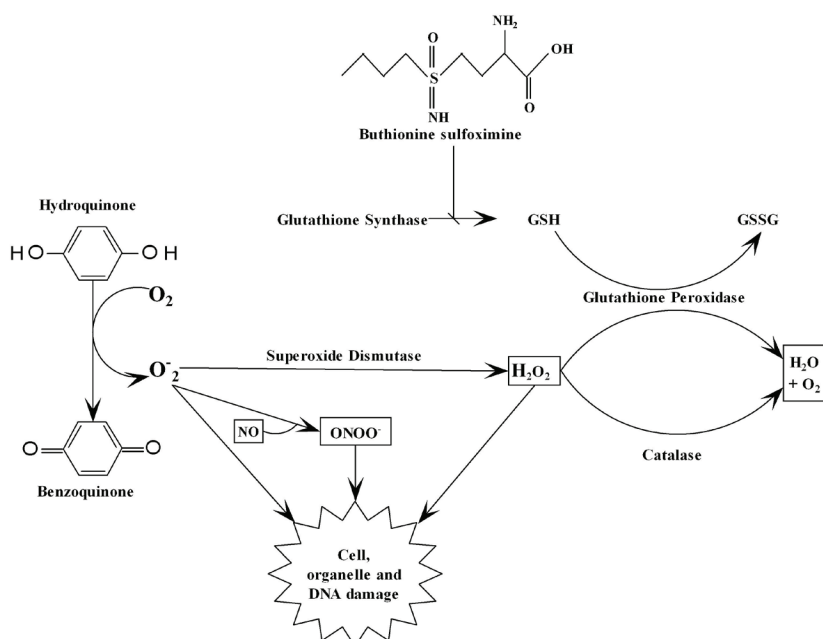 O
NH₂
OH
S
O
NH
Buthionine sulfoximine
Hydroquinone
Glutathione Synthase
GSH
GSSG
HO
OH
O₂
Glutathione Peroxidase
O⁻₂
Superoxide Dismutase
H₂O₂
H₂O
+ O₂
NO
ONOO⁻
O
O
Catalase
Benzoquinone
Cell,
organelle and
DNA damage